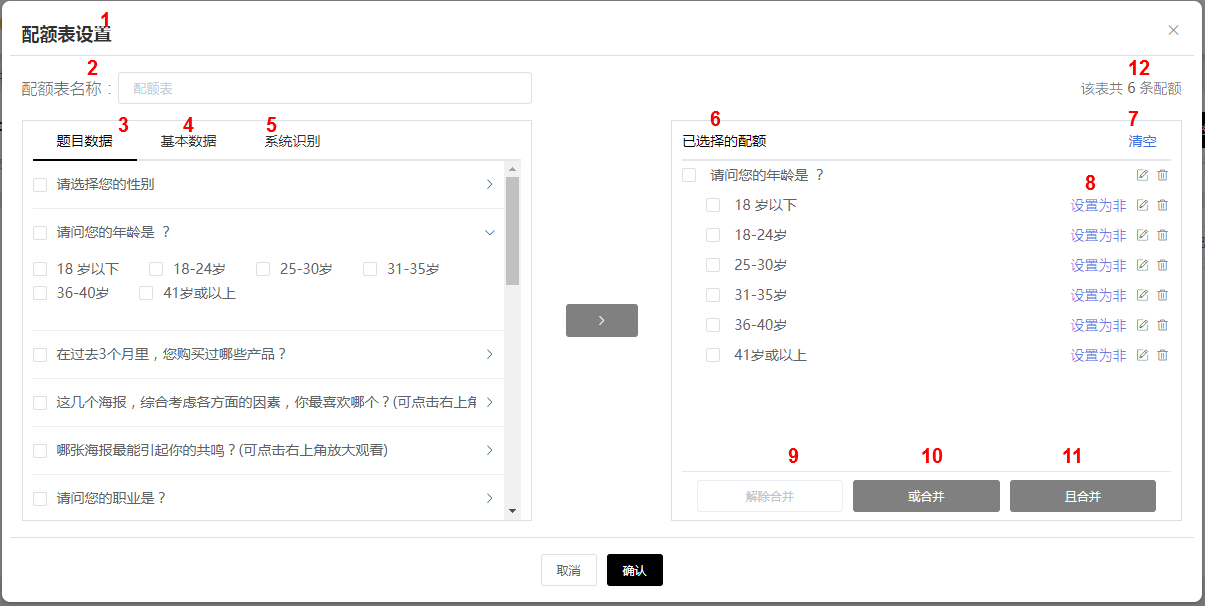 1
配额表设置
2
12
配额表名称：
配额表
该表共 6 条配额
3
4
5
6
7
题目数据
基本数据
系统识别
已选择的配额
清空
请选择您的性别
请问您的年龄是 ？
18 岁以下
18-24岁
25-30岁
31-35岁
36-40岁
41岁或以上
在过去3个月里，您购买过哪些产品？
这几个海报，综合考虑各方面的因素，你最喜欢哪个？(可点击右上角
哪张海报最能引起你的共鸣？(可点击右上角放大观看)
请问您的职业是？
请问您的年龄是 ？
8
18 岁以下
设置为非
18-24岁
设置为非
25-30岁
设置为非
31-35岁
设置为非
36-40岁
设置为非
41岁或以上
设置为非
9
10
11
解除合并
或合并
且合并
取消
确认